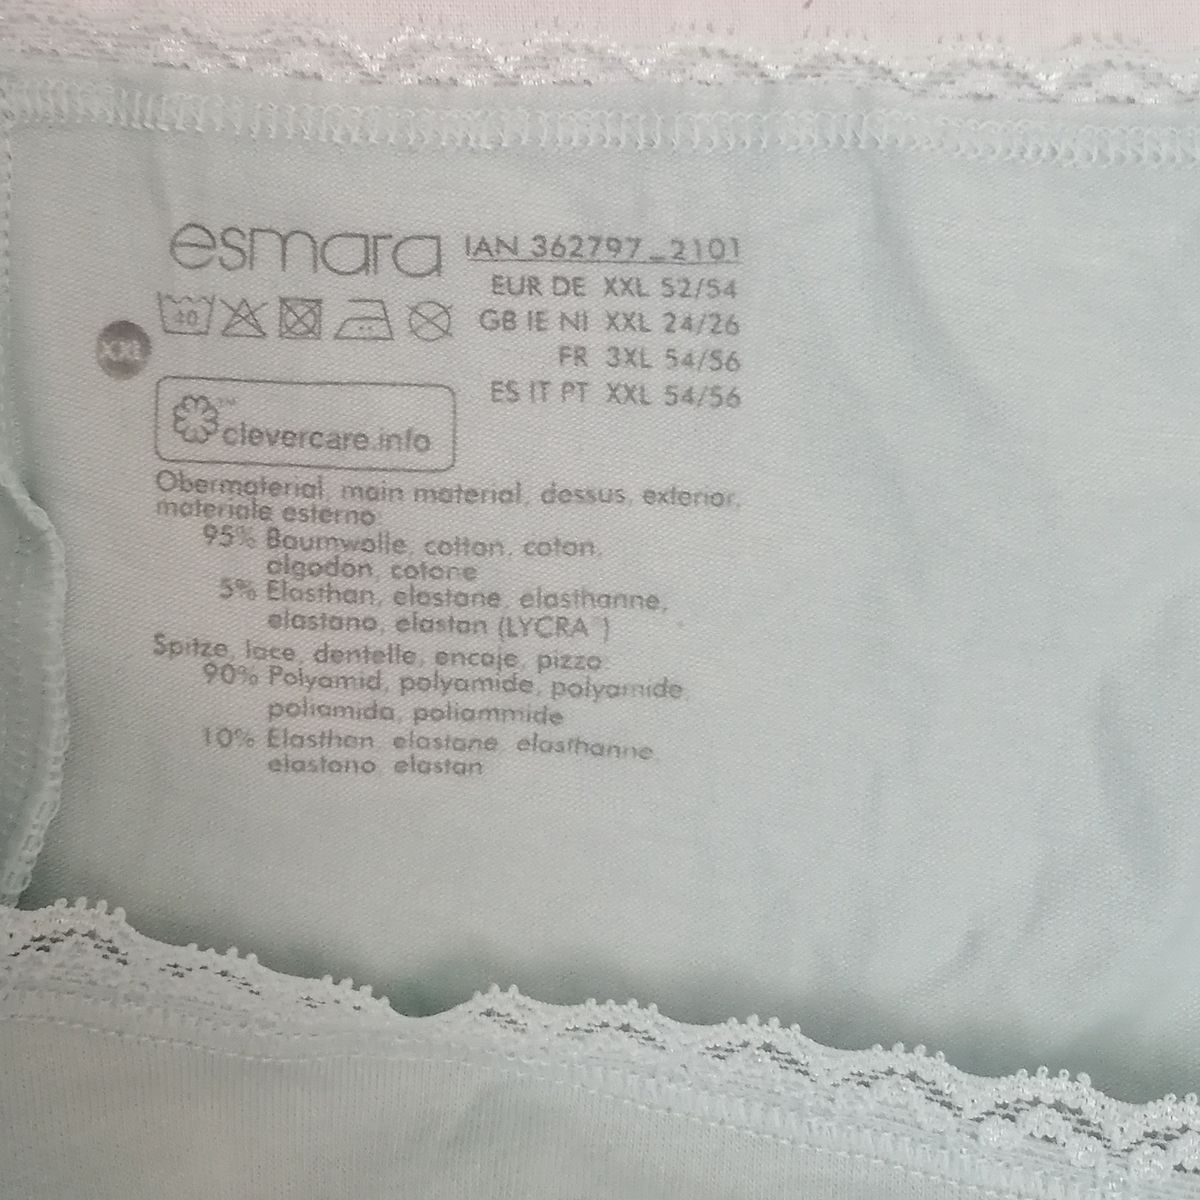 esmara
IAN 362797_2101
EUR DE XXL 52/54
GB IE NI XXL 24/26
FR 3XL 54/56
ES IT PT XXL 54/56
40
XXL
clevercare.info
Obermaterial, main material, dessus, exterior,
materiale esterno
95% Baumwolle, cotton, coton,
algodón, cotone
5% Elasthan, elastane, elasthanne,
elastano, elastan (LYCRA )
Spitze, lace, dentelle, encaje, pizzo
90% Polyamid, polyamide, polyamide,
poliamida, poliammide
10% Elasthan, elastane, elasthanne,
elastano, elastan